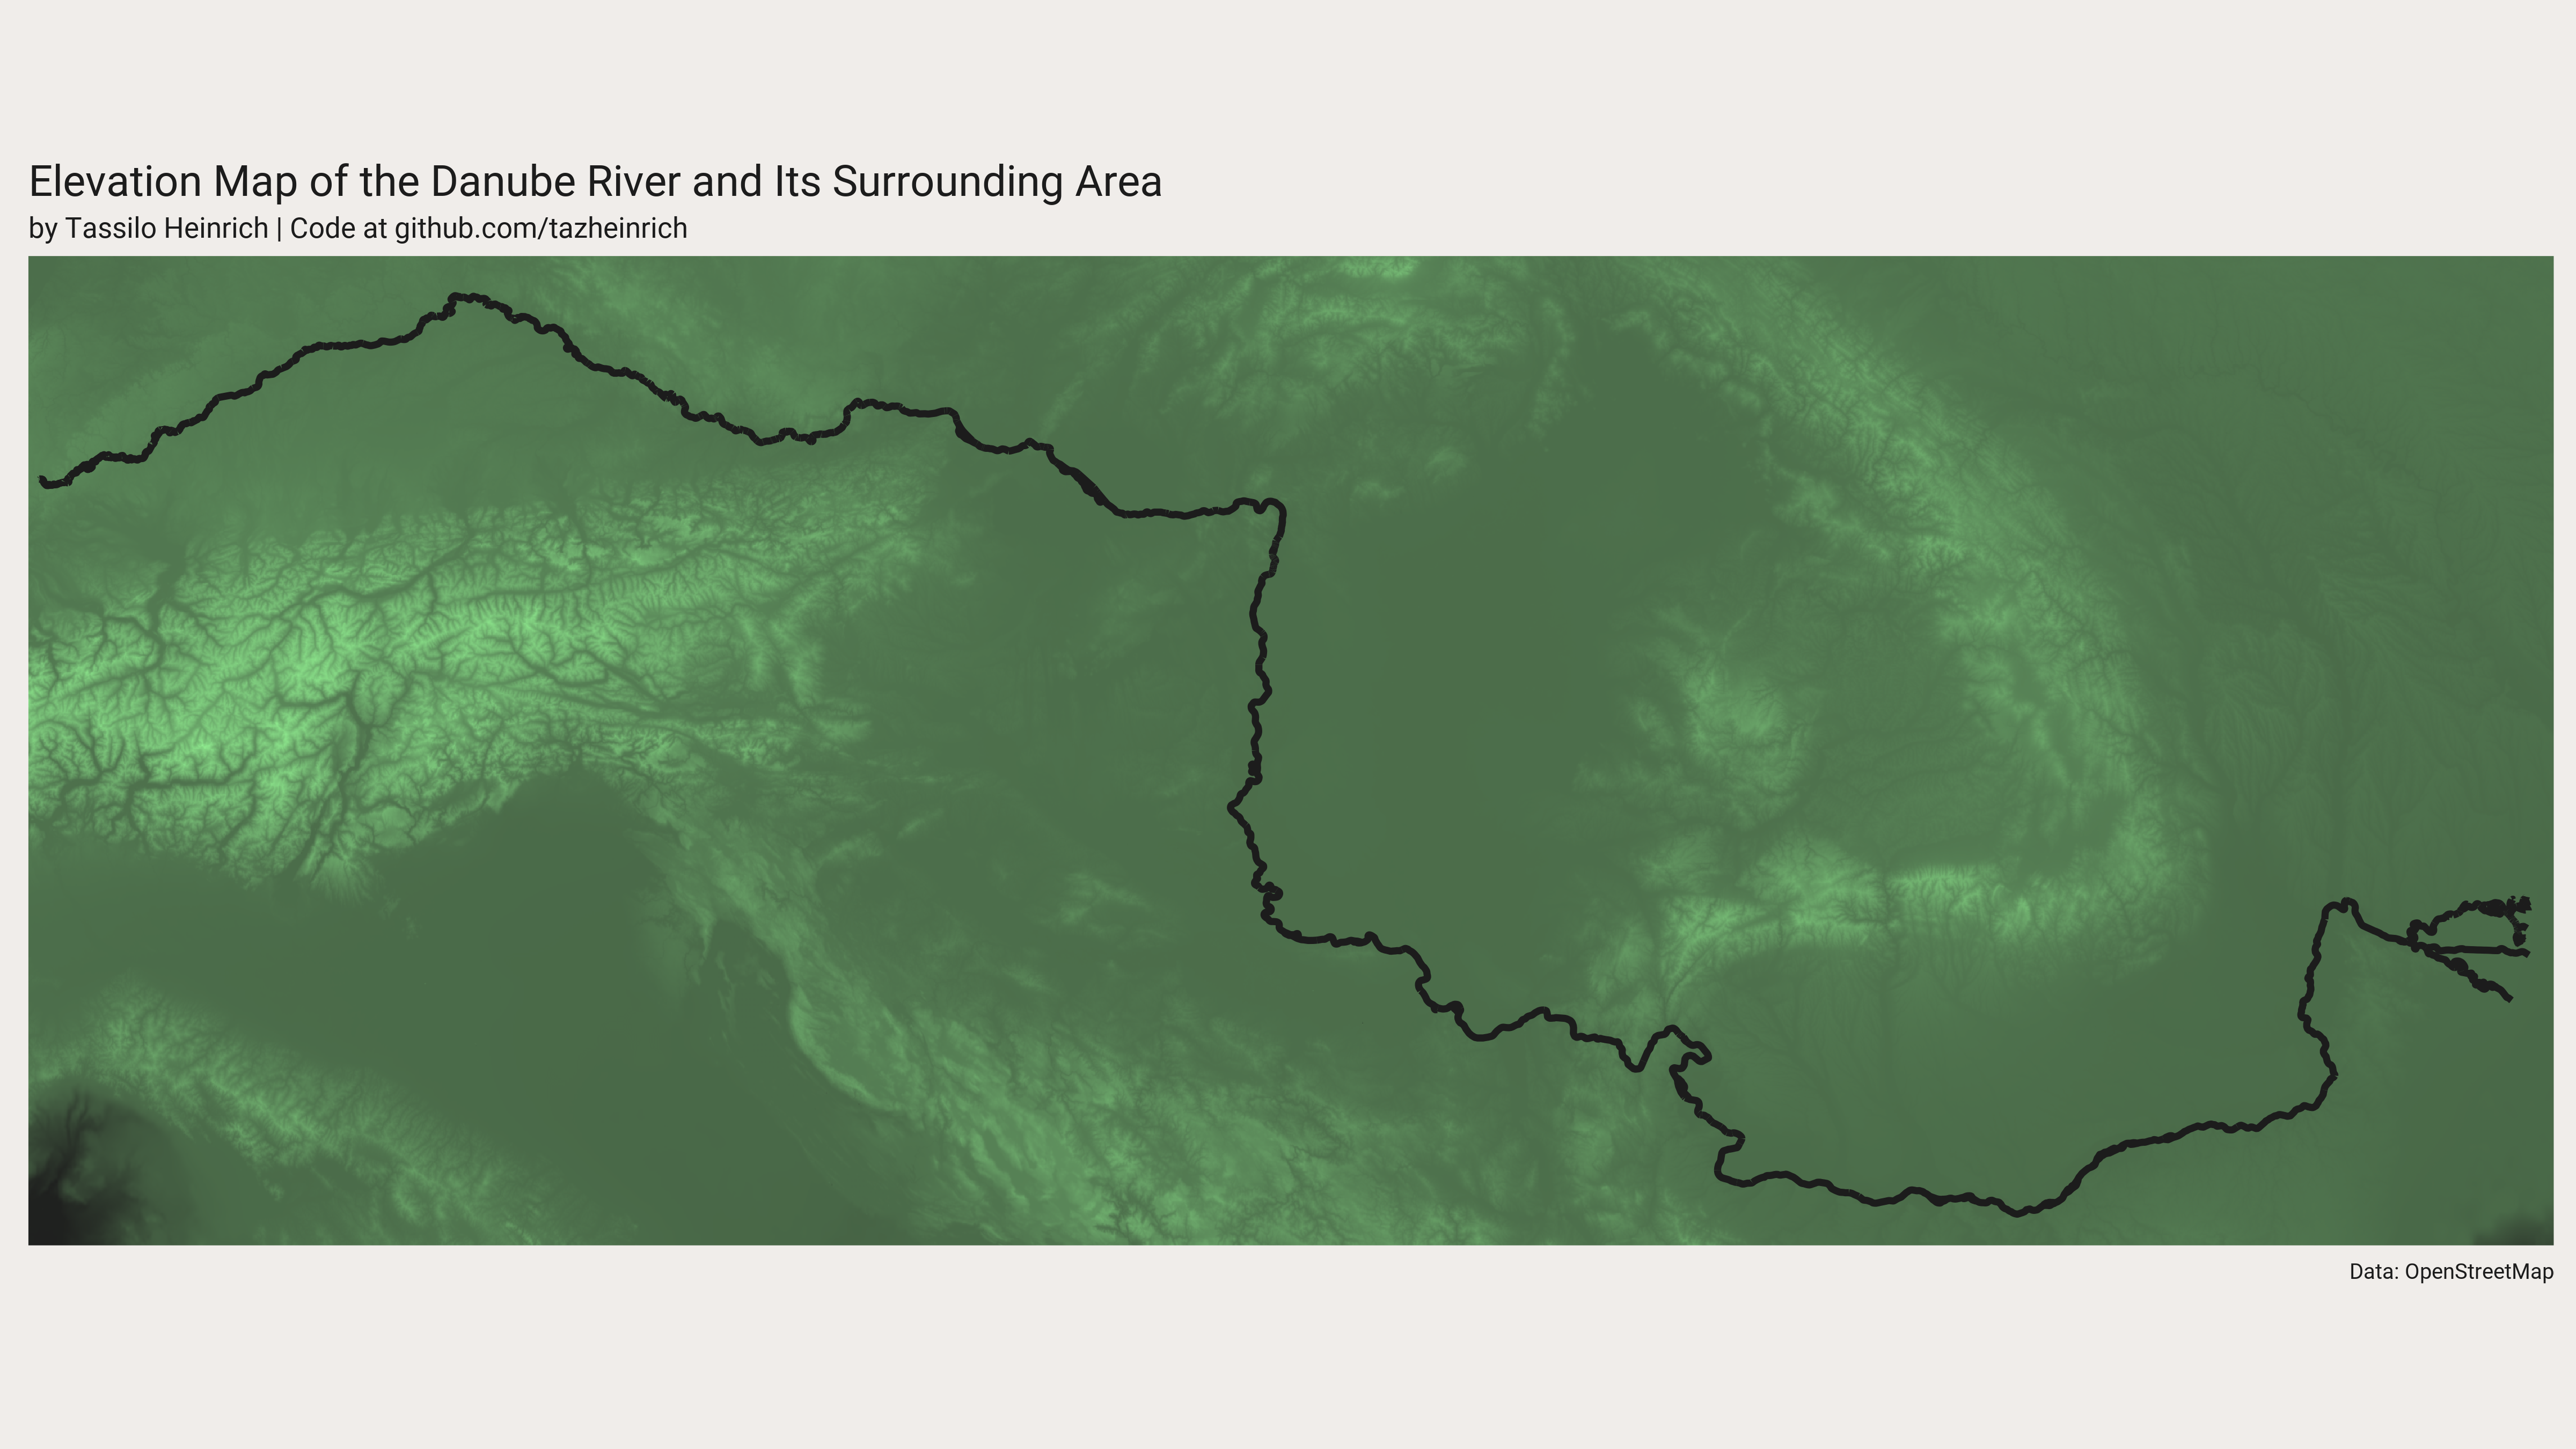 Elevation Map of the Danube River and Its Surrounding Area
by Tassilo Heinrich | Code at github.com/tazheinrich
Data: OpenStreetMap